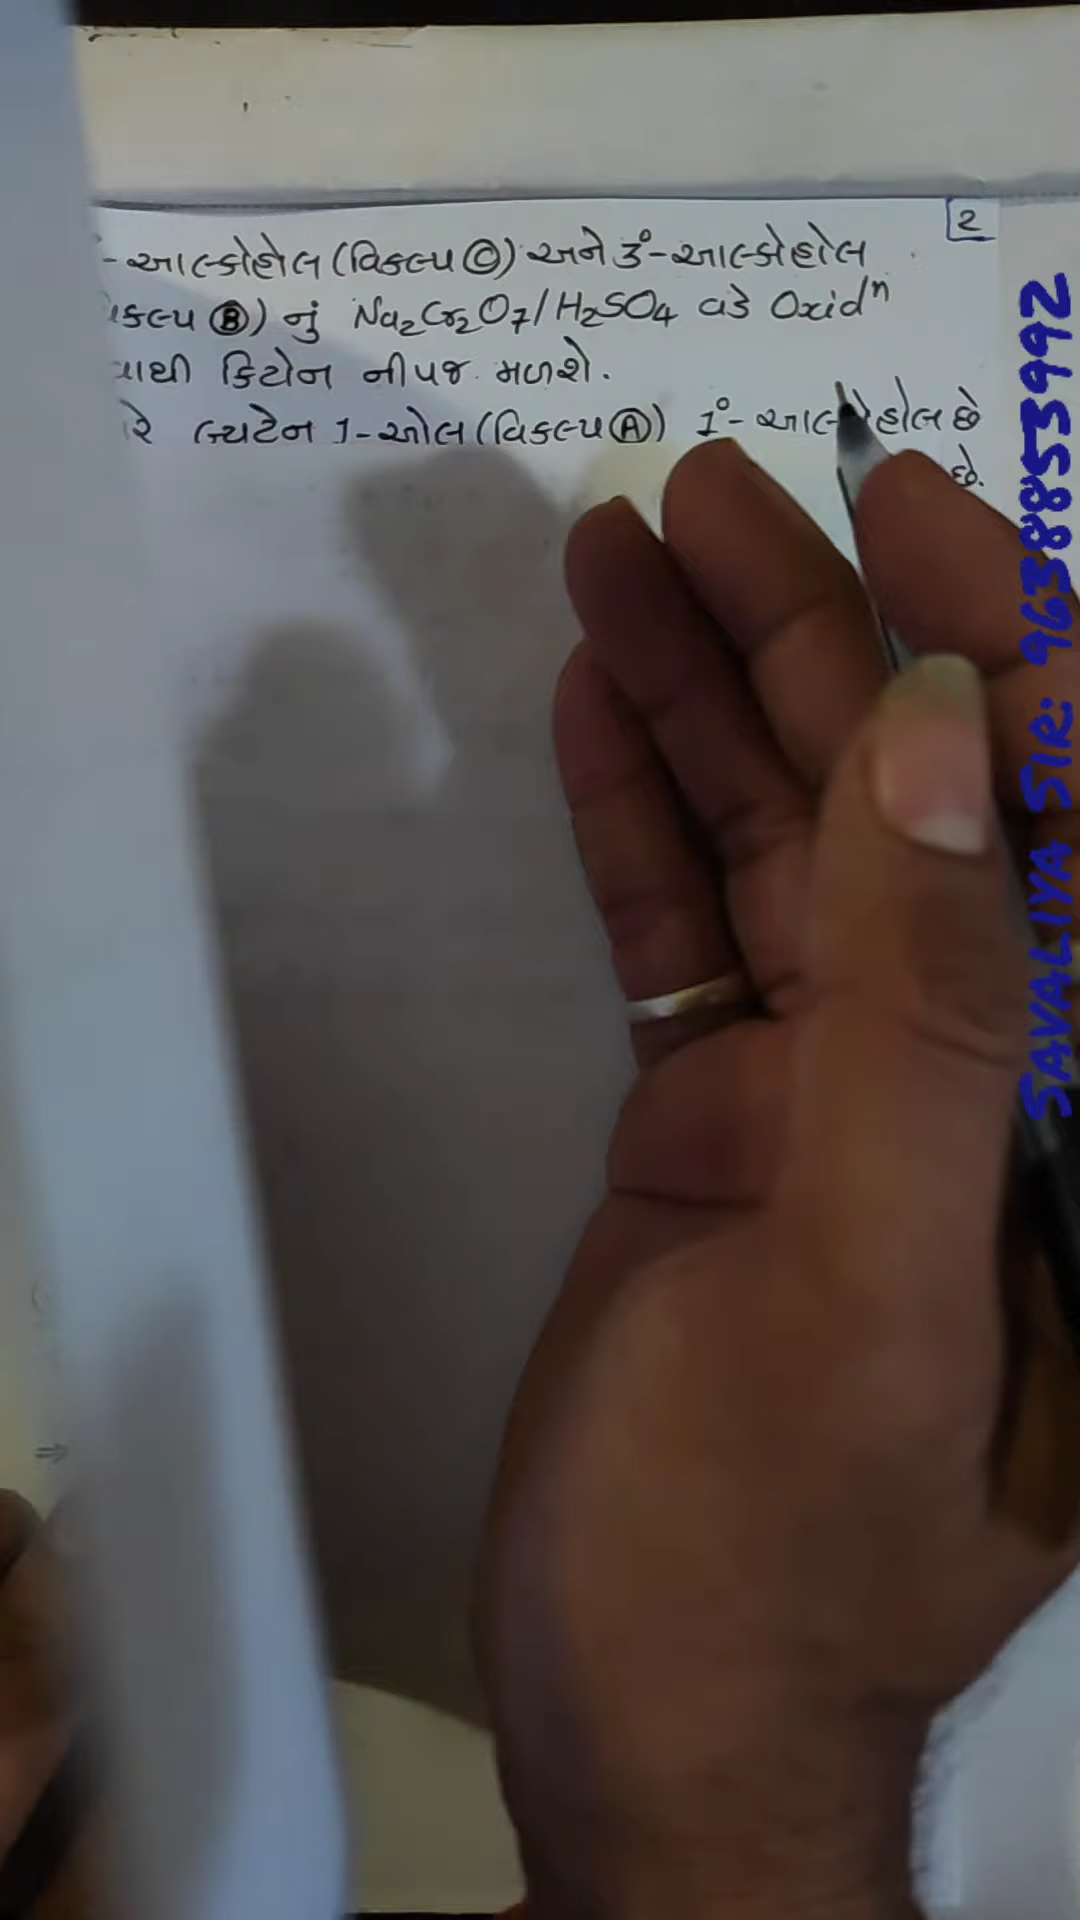 2
-આલ્કોહોલ (વિકલ્પ Ⓒ) અને 3°-આલ્કોહોલ
Ⓑ) નું Na₂Cr₂O₇/H₂SO₄ વડે Oxidⁿ
કિટોન નીપજ મળશે.
બ્યુટેન 1-ઓલ (વિકલ્પ Ⓐ) 1°-આલ્કોહોલ છે
છે.
SAVALIYA SIR: 9638853992